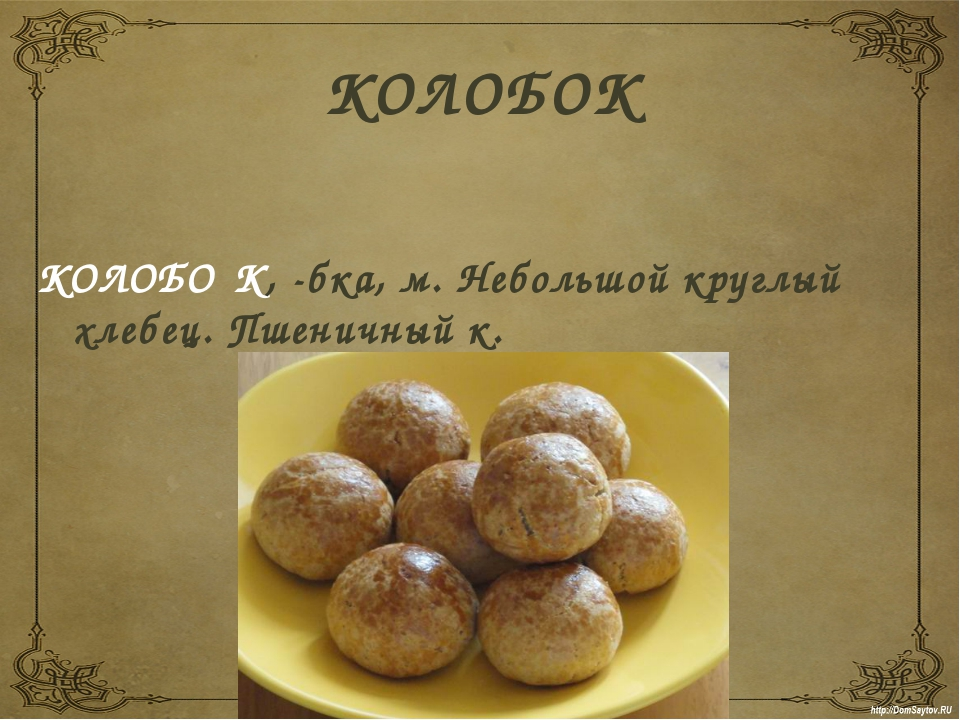 КОЛОБОК
КОЛОБО К, -бка, м. Небольшой круглый
хлебец. Пшеничный к.
http://DomSaytov.RU